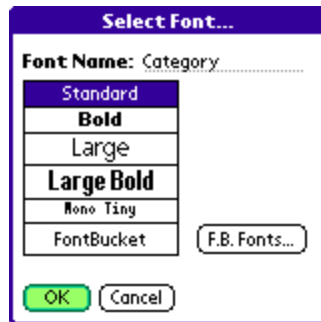 Select Font...
Font Name: Category
Standard
Bold
Large
Large Bold
Mono Tiny
FontBucket
F.B. Fonts...
OK Cancel